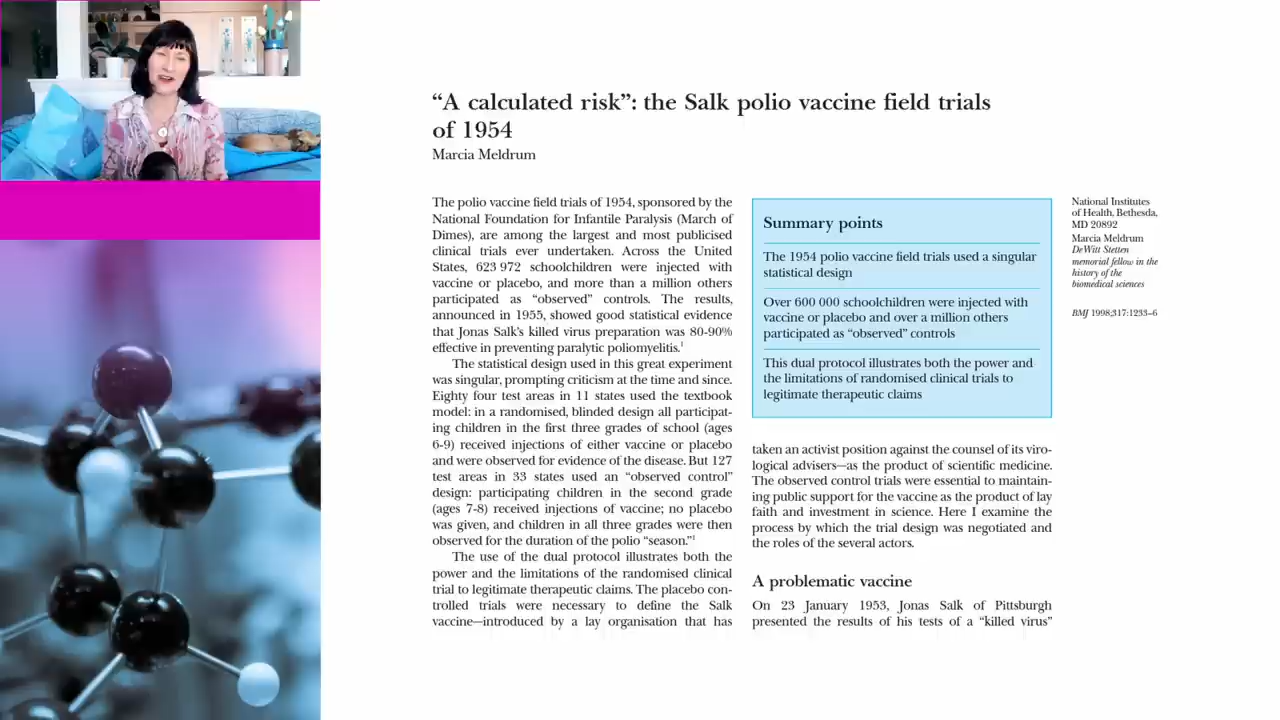 “A calculated risk”: the Salk polio vaccine field trials
of 1954
Marcia Meldrum
The polio vaccine field trials of 1954, sponsored by the
National Foundation for Infantile Paralysis (March of
Dimes), are among the largest and most publicised
clinical trials ever undertaken. Across the United
States, 623 972 schoolchildren were injected with
vaccine or placebo, and more than a million others
participated as “observed” controls. The results,
announced in 1955, showed good statistical evidence
that Jonas Salk’s killed virus preparation was 80-90%
effective in preventing paralytic poliomyelitis.¹
The statistical design used in this great experiment
was singular, prompting criticism at the time and since.
Eighty four test areas in 11 states used the textbook
model: in a randomised, blinded design all participat-
ing children in the first three grades of school (ages
6-9) received injections of either vaccine or placebo
and were observed for evidence of the disease. But 127
test areas in 33 states used an “observed control”
design: participating children in the second grade
(ages 7-8) received injections of vaccine; no placebo
was given, and children in all three grades were then
observed for the duration of the polio “season.”¹
The use of the dual protocol illustrates both the
power and the limitations of the randomised clinical
trial to legitimate therapeutic claims. The placebo con-
trolled trials were necessary to define the Salk
vaccine—introduced by a lay organisation that has
Summary points
The 1954 polio vaccine field trials used a singular
statistical design
Over 600 000 schoolchildren were injected with
vaccine or placebo and over a million others
participated as “observed” controls
This dual protocol illustrates both the power and
the limitations of randomised clinical trials to
legitimate therapeutic claims
taken an activist position against the counsel of its viro-
logical advisers—as the product of scientific medicine.
The observed control trials were essential to maintain-
ing public support for the vaccine as the product of lay
faith and investment in science. Here I examine the
process by which the trial design was negotiated and
the roles of the several actors.
A problematic vaccine
On 23 January 1953, Jonas Salk of Pittsburgh
presented the results of his tests of a “killed virus”
National Institutes
of Health, Bethesda,
MD 20892
Marcia Meldrum
DeWitt Stetten
memorial fellow in the
history of the
biomedical sciences
BMJ 1998;317:1233–6